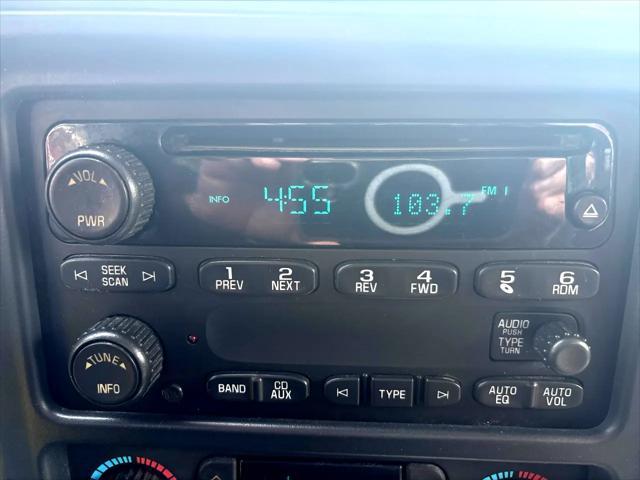 VOL
PWR
INFO 4:55 103.7 FM 1
SEEK
SCAN
1
PREV
2
NEXT
3
REV
4
FWD
5
6
RDM
AUDIO
PUSH
TYPE
TURN
TUNE
INFO
BAND
CD
AUX
TYPE
AUTO
EQ
AUTO
VOL